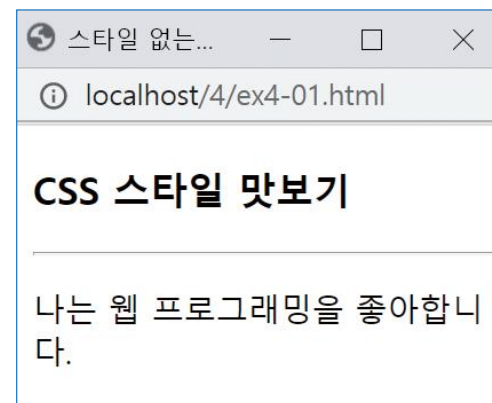 스타일 없는...
localhost/4/ex4-01.html
CSS 스타일 맛보기
나는 웹 프로그래밍을 좋아합니
다.